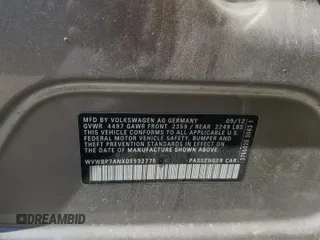 MFD BY VOLKSWAGEN AG GERMANY 09/12
GVWR 4497 GAWR FRONT 2359 / REAR 2249 LBS
THIS VEHICLE CONFORMS TO ALL APPLICABLE
FEDERAL MOTOR VEHICLE SAFETY, BUMPER AND
THEFT PREVENTION STANDARDS IN EFFECT ON
THE DATE OF MANUFACTURE SHOWN ABOVE.
WVWBP7ANXDE532776 PASSENGER CAR
AUTOBIDMASTER